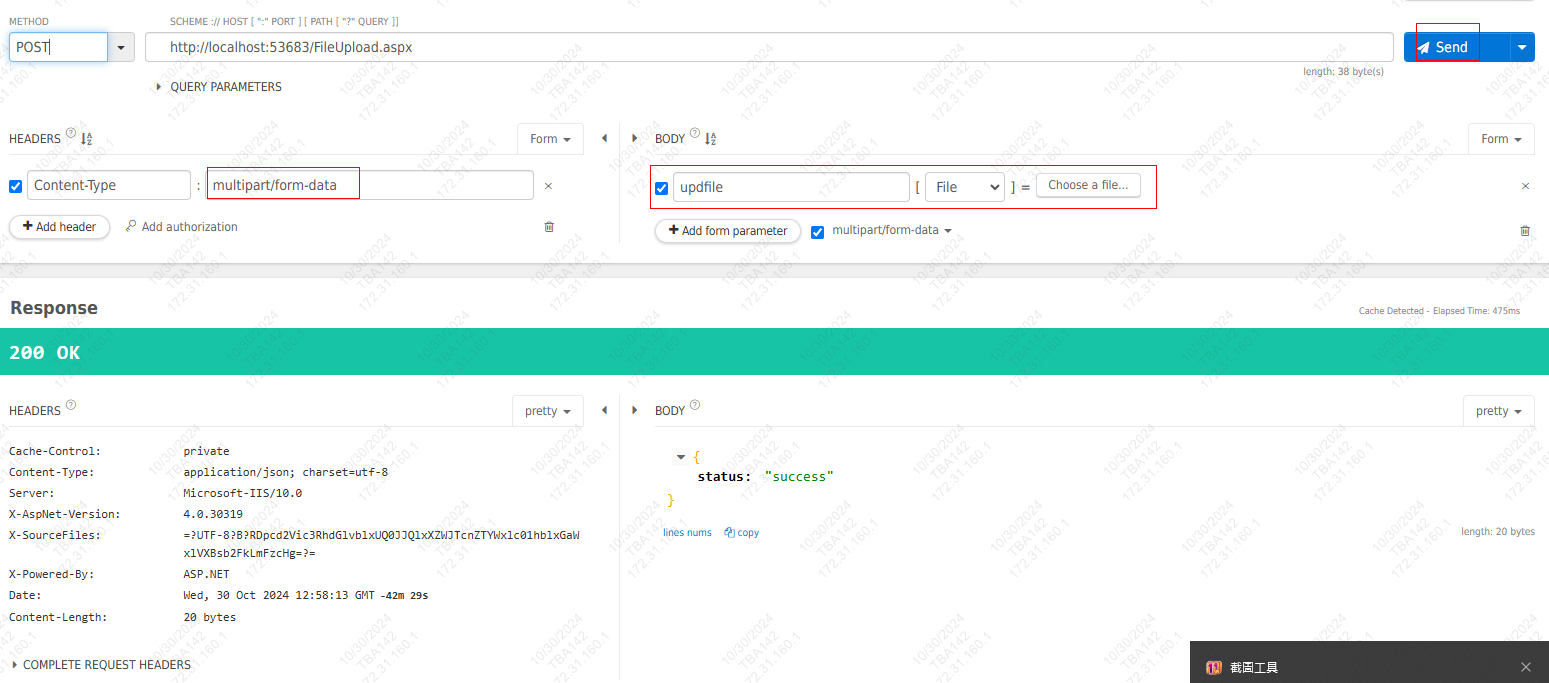 METHOD
SCHEME :// HOST [ ":" PORT ] [ PATH [ "?" QUERY ]]
POST
http://localhost:53683/FileUpload.aspx
Send
length: 38 byte(s)
QUERY PARAMETERS
HEADERS ? Form
BODY ? Form
Content-Type : multipart/form-data ×
updfile [ File ] = Choose a file... ×
+ Add header Add authorization
+ Add form parameter multipart/form-data
Response
Cache Detected - Elapsed Time: 475ms
200 OK
HEADERS ? pretty
BODY ? pretty
Cache-Control: private
Content-Type: application/json; charset=utf-8
Server: Microsoft-IIS/10.0
X-AspNet-Version: 4.0.30319
X-SourceFiles: =?UTF-8?B?RDpcd2Vic3RhdGlvblxUQ0JJQlxXZWJTcnZTYWxlc01hblxGaW
xlVXBsb2FkLmFzcHg=?=
X-Powered-By: ASP.NET
Date: Wed, 30 Oct 2024 12:58:13 GMT -42m 29s
Content-Length: 20 bytes
{
status: "success"
}
lines nums copy
length: 20 bytes
COMPLETE REQUEST HEADERS
截圖工具 ×
10/30/2024
TBA142
172.31.160.1